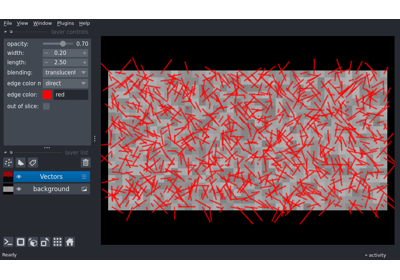 File View Window Plugins Help
layer controls
opacity: 0.70
width: 0.20
length: 2.50
blending: translucent
edge color m direct
edge color: red
out of slice:
layer list
Vectors
background
Ready
activity